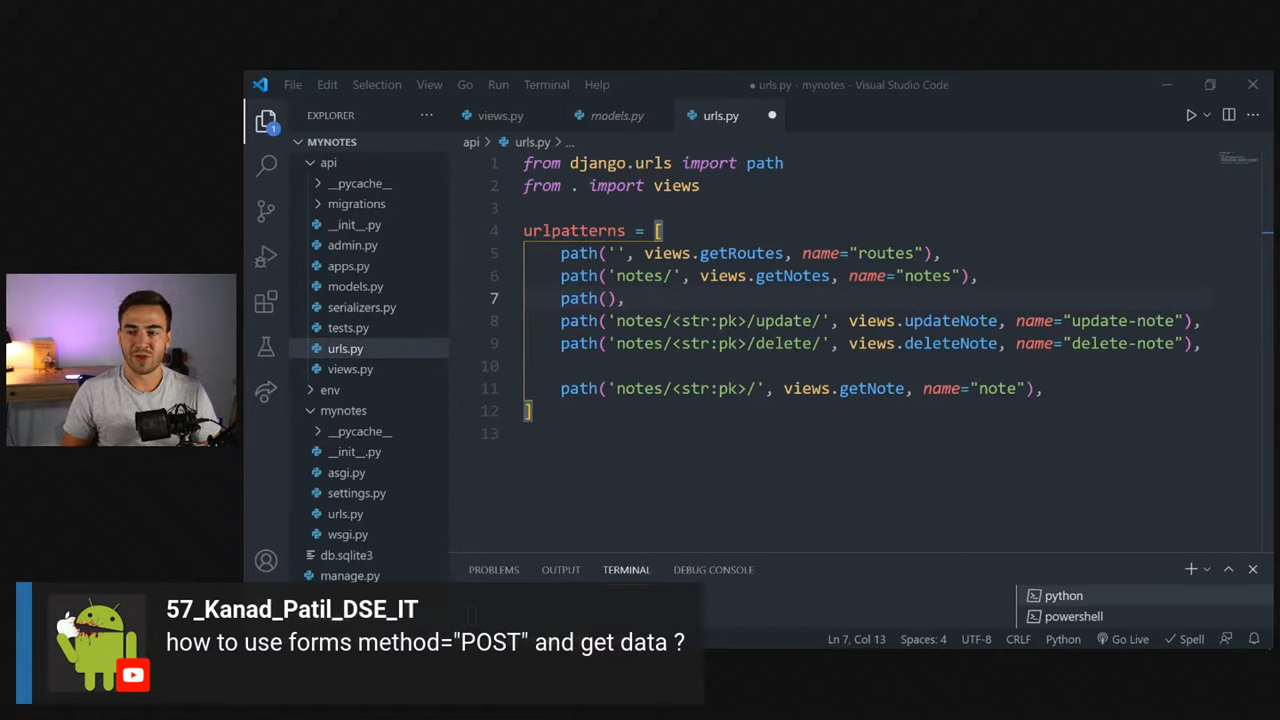 File Edit Selection View Go Run Terminal Help
● urls.py - mynotes - Visual Studio Code
EXPLORER
views.py
models.py
urls.py
MYNOTES
api
__pycache__
migrations
__init__.py
admin.py
apps.py
models.py
serializers.py
tests.py
urls.py
views.py
env
mynotes
__pycache__
__init__.py
asgi.py
settings.py
urls.py
wsgi.py
db.sqlite3
manage.py
1
api > urls.py > ...
1 from django.urls import path
2 from . import views
3
4 urlpatterns = [
5 path('', views.getRoutes, name="routes"),
6 path('notes/', views.getNotes, name="notes"),
7 path(),
8 path('notes/<str:pk>/update/', views.updateNote, name="update-note"),
9 path('notes/<str:pk>/delete/', views.deleteNote, name="delete-note"),
10
11 path('notes/<str:pk>/', views.getNote, name="note"),
12 ]
13
PROBLEMS OUTPUT TERMINAL DEBUG CONSOLE
python
powershell
Ln 7, Col 13 Spaces: 4 UTF-8 CRLF Python Go Live Spell
57_Kanad_Patil_DSE_IT
how to use forms method="POST" and get data ?